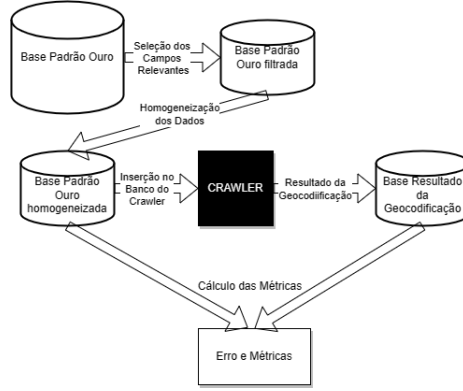 Base Padrão Ouro
Seleção dos
Campos
Relevantes
Base Padrão
Ouro filtrada
Homogeneização
dos Dados
Base Padrão
Ouro
homogeneizada
Inserção no
Banco do
Crawler
CRAWLER
Resultado da
Geocodiificação
Base Resultado
da
Geocodificação
Cálculo das Métricas
Erro e Métricas